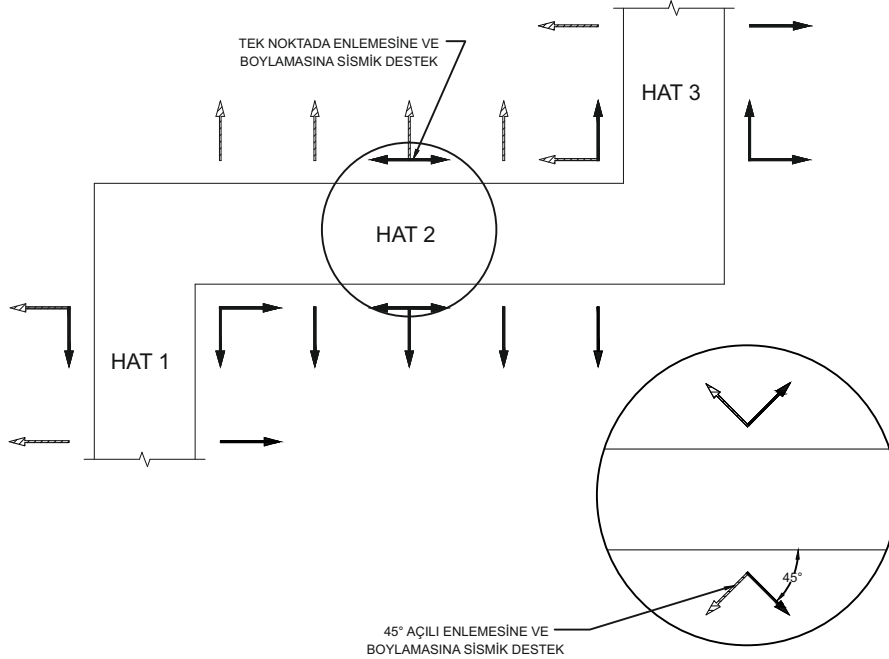 TEK NOKTADA ENLEMESİNE VE
BOYLAMASINA SİSMİK DESTEK
HAT 3
HAT 2
HAT 1
45°
45° AÇILI ENLEMESİNE VE
BOYLAMASINA SİSMİK DESTEK